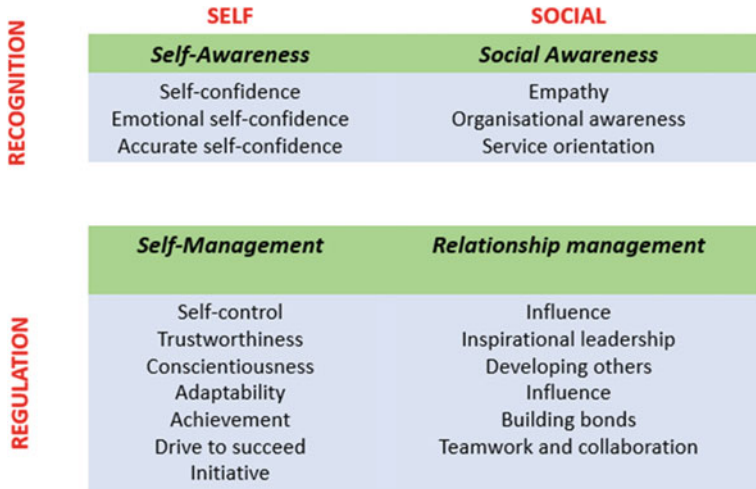 SELF SOCIAL
RECOGNITION
Self-Awareness Social Awareness
Self-confidence Empathy
Emotional self-confidence Organisational awareness
Accurate self-confidence Service orientation
REGULATION
Self-Management Relationship management
Self-control Influence
Trustworthiness Inspirational leadership
Conscientiousness Developing others
Adaptability Influence
Achievement Building bonds
Drive to succeed Teamwork and collaboration
Initiative